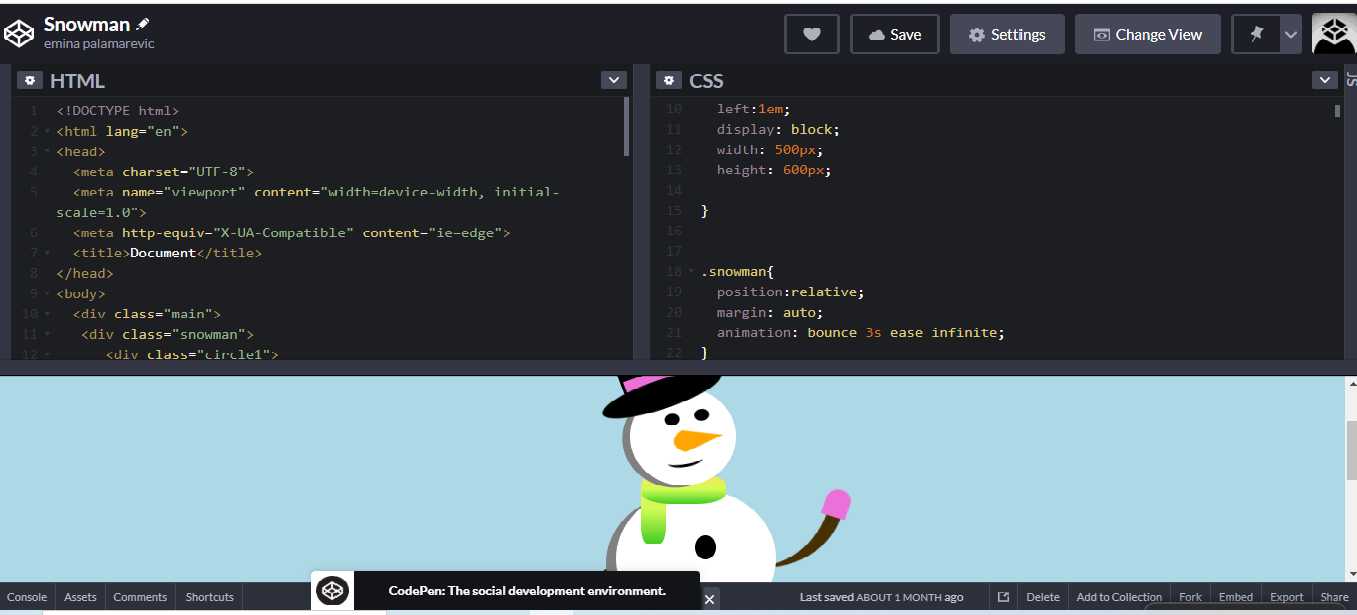 Snowman
emina palamarevic
Save
Settings
Change View
HTML
1 <!DOCTYPE html>
2 <html lang="en">
3 <head>
4 <meta charset="UTF-8">
5 <meta name="viewport" content="width=device-width, initial-
scale=1.0">
6 <meta http-equiv="X-UA-Compatible" content="ie=edge">
7 <title>Document</title>
8 </head>
9 <body>
10 <div class="main">
11 <div class="snowman">
12 <div class="circle1">
CSS
10 left:1em;
11 display: block;
12 width: 500px;
13 height: 600px;
14
15 }
16
17
18 .snowman{
19 position:relative;
20 margin: auto;
21 animation: bounce 3s ease infinite;
22 }
JS
Console
Assets
Comments
Shortcuts
CodePen: The social development environment.
Last saved ABOUT 1 MONTH ago
Delete
Add to Collection
Fork
Embed
Export
Share